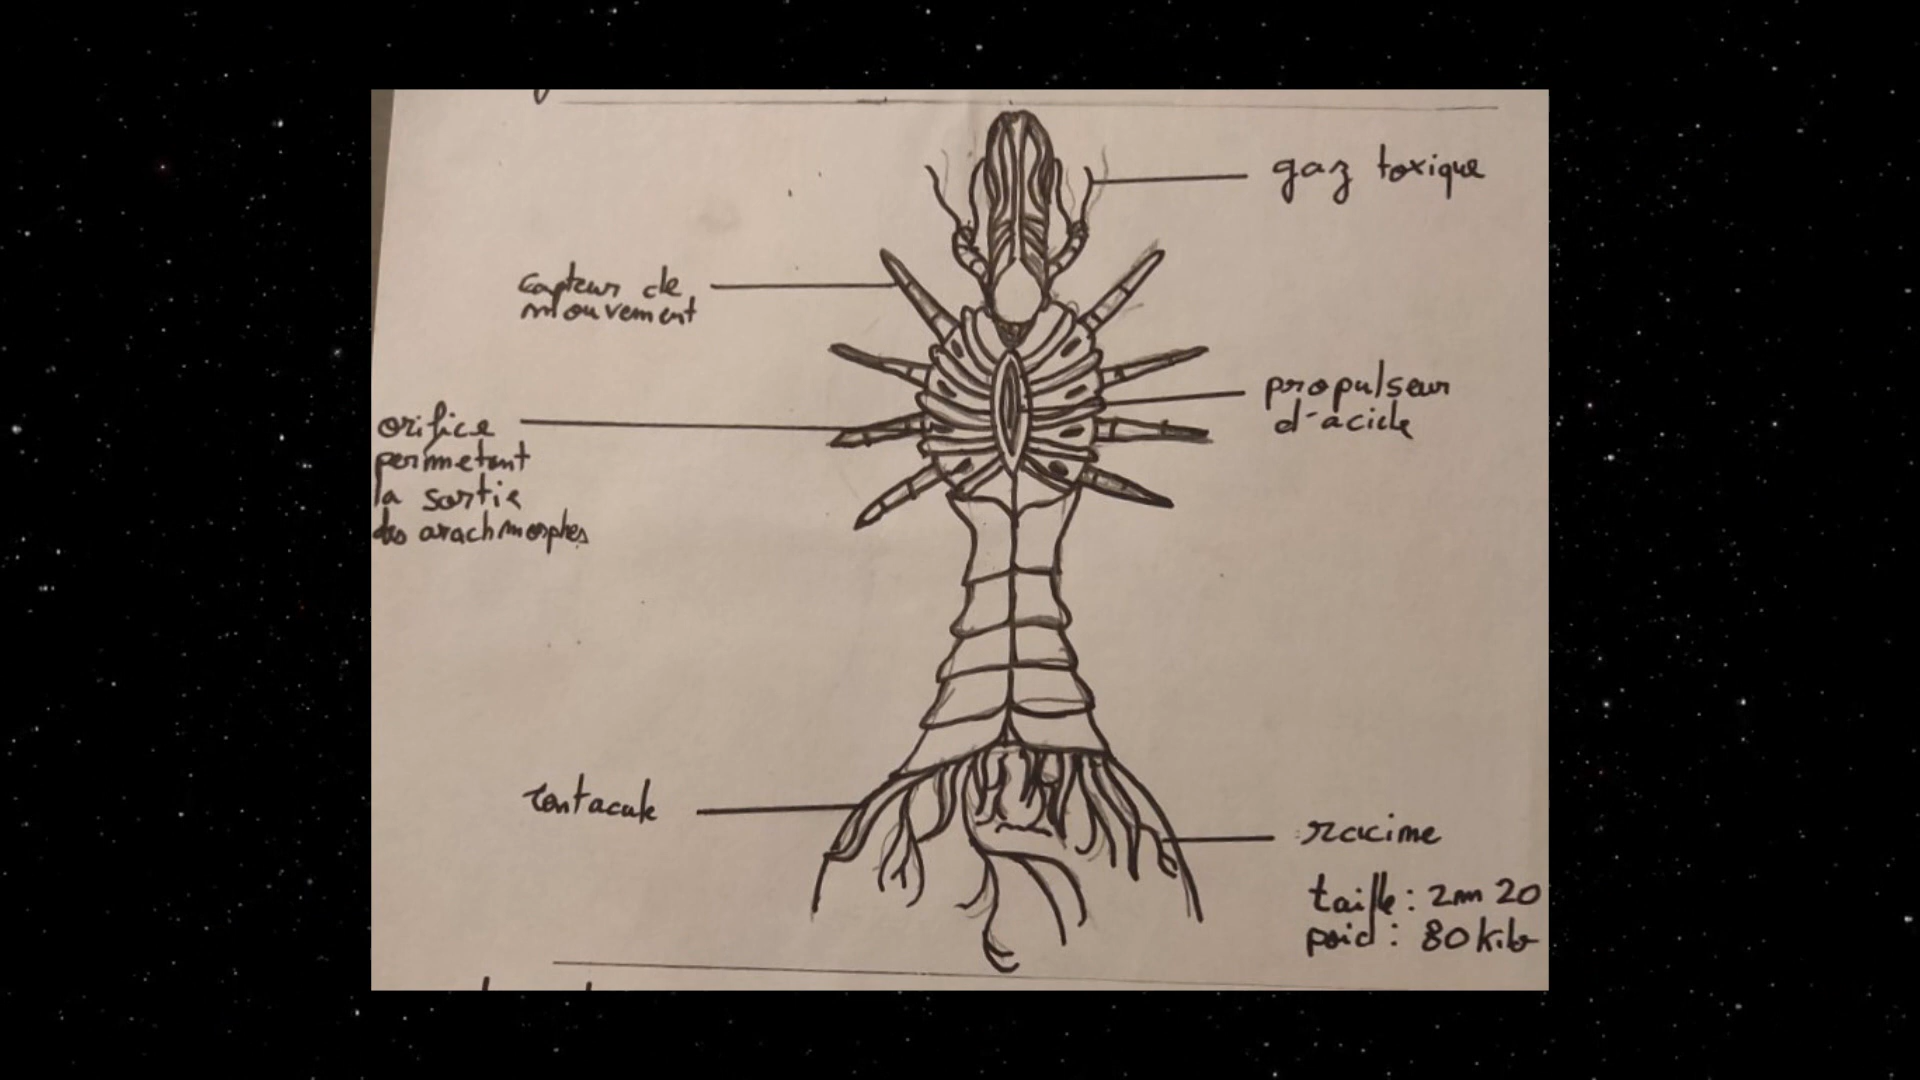 gaz toxique
capteur de
mouvement
propulseur
d'acide
orifice
permetant
la sortie
des arachmorphes
tentacule
racine
taille : 2m 20
poid : 80 kilo